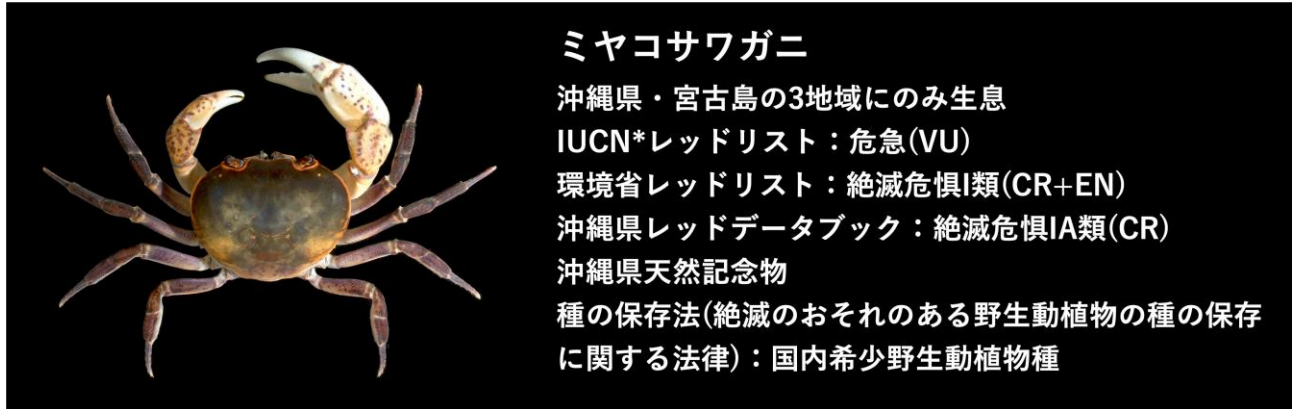 ミヤコサワガニ
沖縄県・宮古島の3地域にのみ生息
IUCN*レッドリスト：危急(VU)
環境省レッドリスト：絶滅危惧I類(CR+EN)
沖縄県レッドデータブック：絶滅危惧IA類(CR)
沖縄県天然記念物
種の保存法(絶滅のおそれのある野生動植物の種の保存
に関する法律)：国内希少野生動植物種